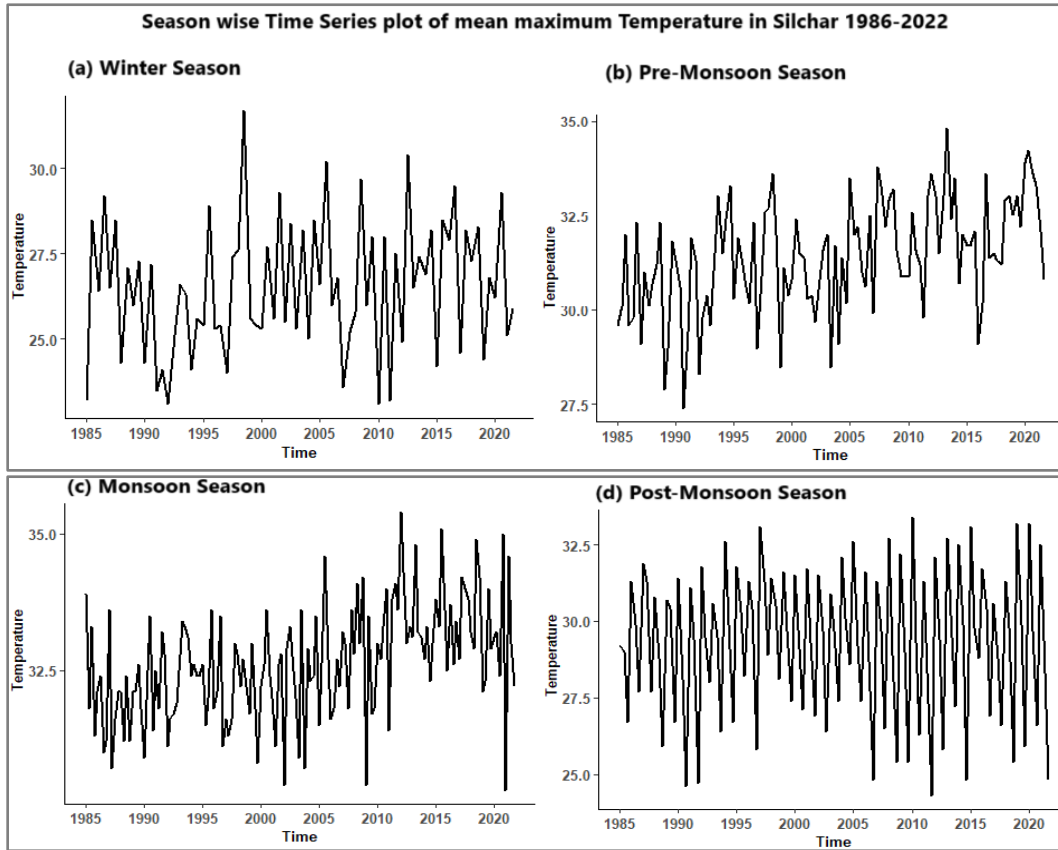 Season wise Time Series plot of mean maximum Temperature in Silchar 1986-2022
(a) Winter Season
30.0
27.5
25.0
Temperature
1985 1990 1995 2000 2005 2010 2015 2020
Time
(b) Pre-Monsoon Season
35.0
32.5
30.0
27.5
Temperature
1985 1990 1995 2000 2005 2010 2015 2020
Time
(c) Monsoon Season
35.0
32.5
Temperature
1985 1990 1995 2000 2005 2010 2015 2020
Time
(d) Post-Monsoon Season
32.5
30.0
27.5
25.0
Temperature
1985 1990 1995 2000 2005 2010 2015 2020
Time